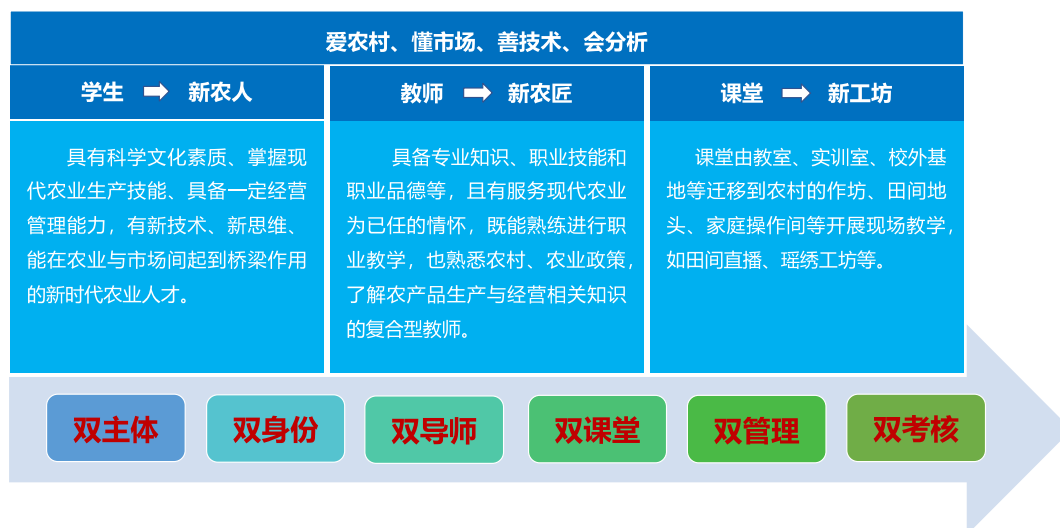 爱农村、懂市场、善技术、会分析
学生 新农人
教师 新农匠
课堂 新工坊
具有科学文化素质、掌握现
代农业生产技能、具备一定经营
管理能力，有新技术、新思维、
能在农业与市场间起到桥梁作用
的新时代农业人才。
具备专业知识、职业技能和
职业品德等，且有服务现代农业
为已任的情怀，既能熟练进行职
业教学，也熟悉农村、农业政策，
了解农产品生产与经营相关知识
的复合型教师。
课堂由教室、实训室、校外基
地等迁移到农村的作坊、田间地
头、家庭操作间等开展现场教学，
如田间直播、瑶绣工坊等。
双主体
双身份
双导师
双课堂
双管理
双考核